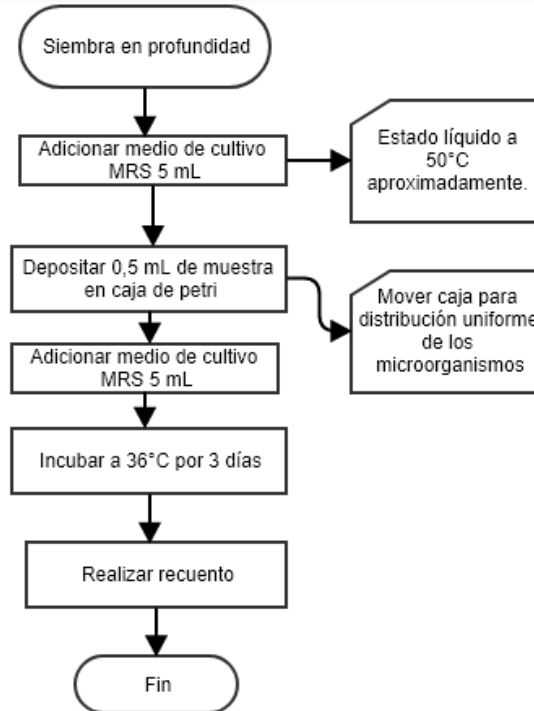 Siembra en profundidad
Adicionar medio de cultivo
MRS 5 mL
Estado líquido a
50°C
aproximadamente.
Depositar 0,5 mL de muestra
en caja de petri
Mover caja para
distribución uniforme
de los
microorganismos
Adicionar medio de cultivo
MRS 5 mL
Incubar a 36°C por 3 días
Realizar recuento
Fin